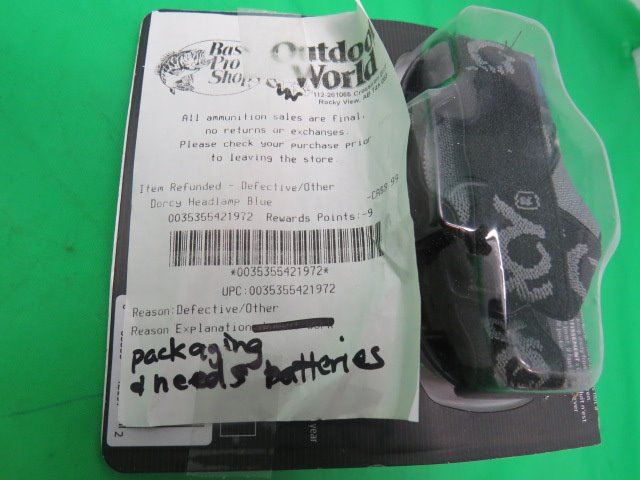 Bass Pro Shops
Outdoor World
Rocky View, AB
All ammunition sales are final,
no returns or exchanges.
Please check your purchase prior
to leaving the store.
Item Refunded - Defective/Other
Dorcy Headlamp Blue
0035355421972 Rewards Points:-9
*0035355421972*
UPC:0035355421972
Reason:Defective/Other
Reason Explanation
packaging
& needs batteries
year